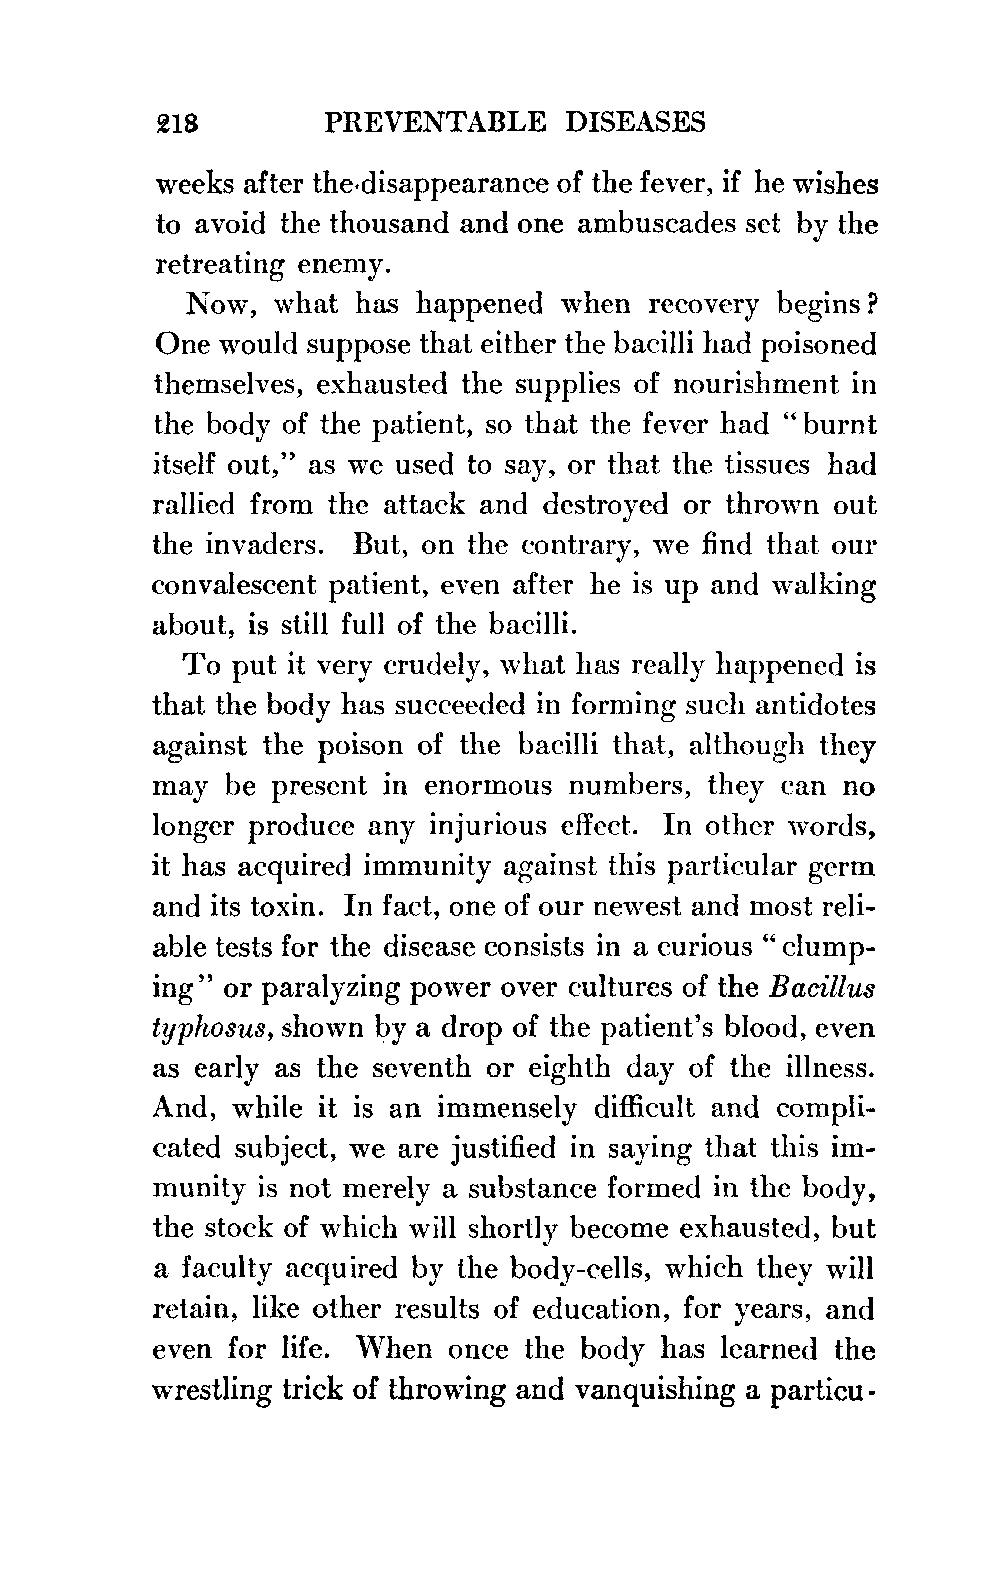 218 PREVENTABLE DISEASES
weeks after the disappearance of the fever, if he wishes
to avoid the thousand and one ambuscades set by the
retreating enemy.
Now, what has happened when recovery begins?
One would suppose that either the bacilli had poisoned
themselves, exhausted the supplies of nourishment in
the body of the patient, so that the fever had "burnt
itself out," as we used to say, or that the tissues had
rallied from the attack and destroyed or thrown out
the invaders. But, on the contrary, we find that our
convalescent patient, even after he is up and walking
about, is still full of the bacilli.
To put it very crudely, what has really happened is
that the body has succeeded in forming such antidotes
against the poison of the bacilli that, although they
may be present in enormous numbers, they can no
longer produce any injurious effect. In other words,
it has acquired immunity against this particular germ
and its toxin. In fact, one of our newest and most reli-
able tests for the disease consists in a curious "clump-
ing" or paralyzing power over cultures of the Bacillus
typhosus, shown by a drop of the patient's blood, even
as early as the seventh or eighth day of the illness.
And, while it is an immensely difficult and compli-
cated subject, we are justified in saying that this im-
munity is not merely a substance formed in the body,
the stock of which will shortly become exhausted, but
a faculty acquired by the body-cells, which they will
retain, like other results of education, for years, and
even for life. When once the body has learned the
wrestling trick of throwing and vanquishing a particu-